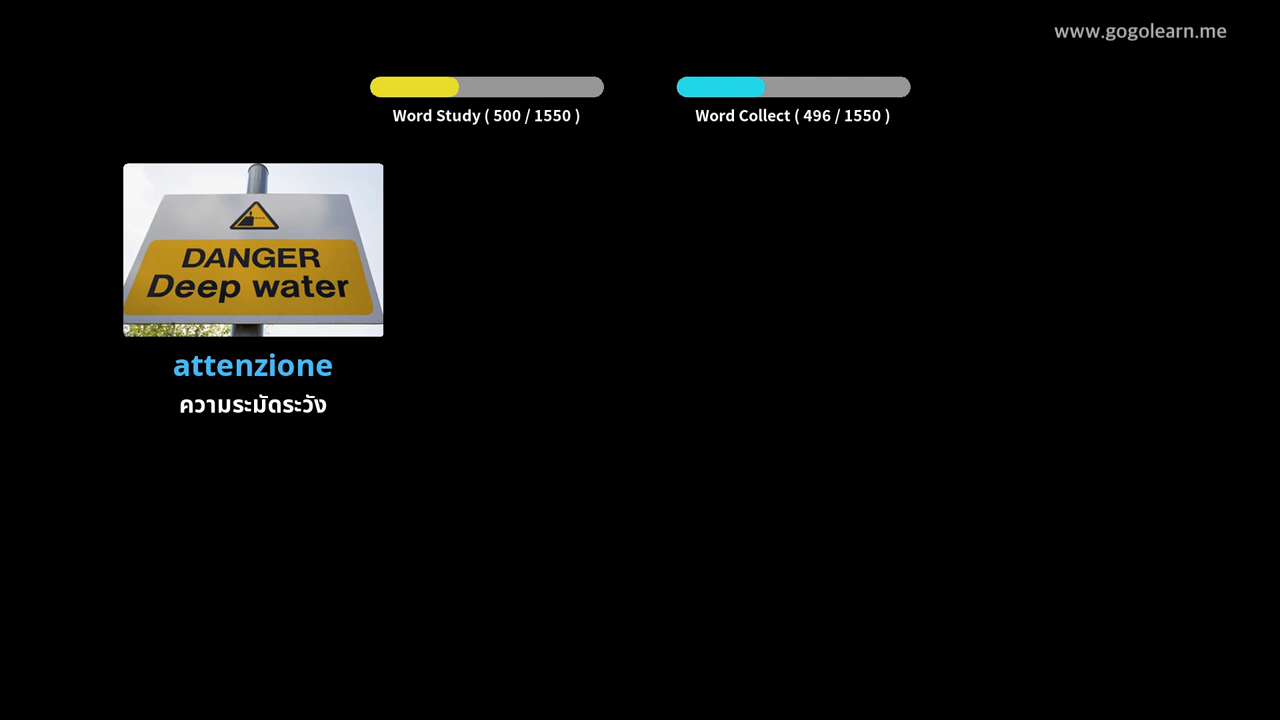 www.gogolearn.me
Word Study ( 500 / 1550 )
Word Collect ( 496 / 1550 )
DANGER
Deep water
attenzione
ความระมัดระวัง